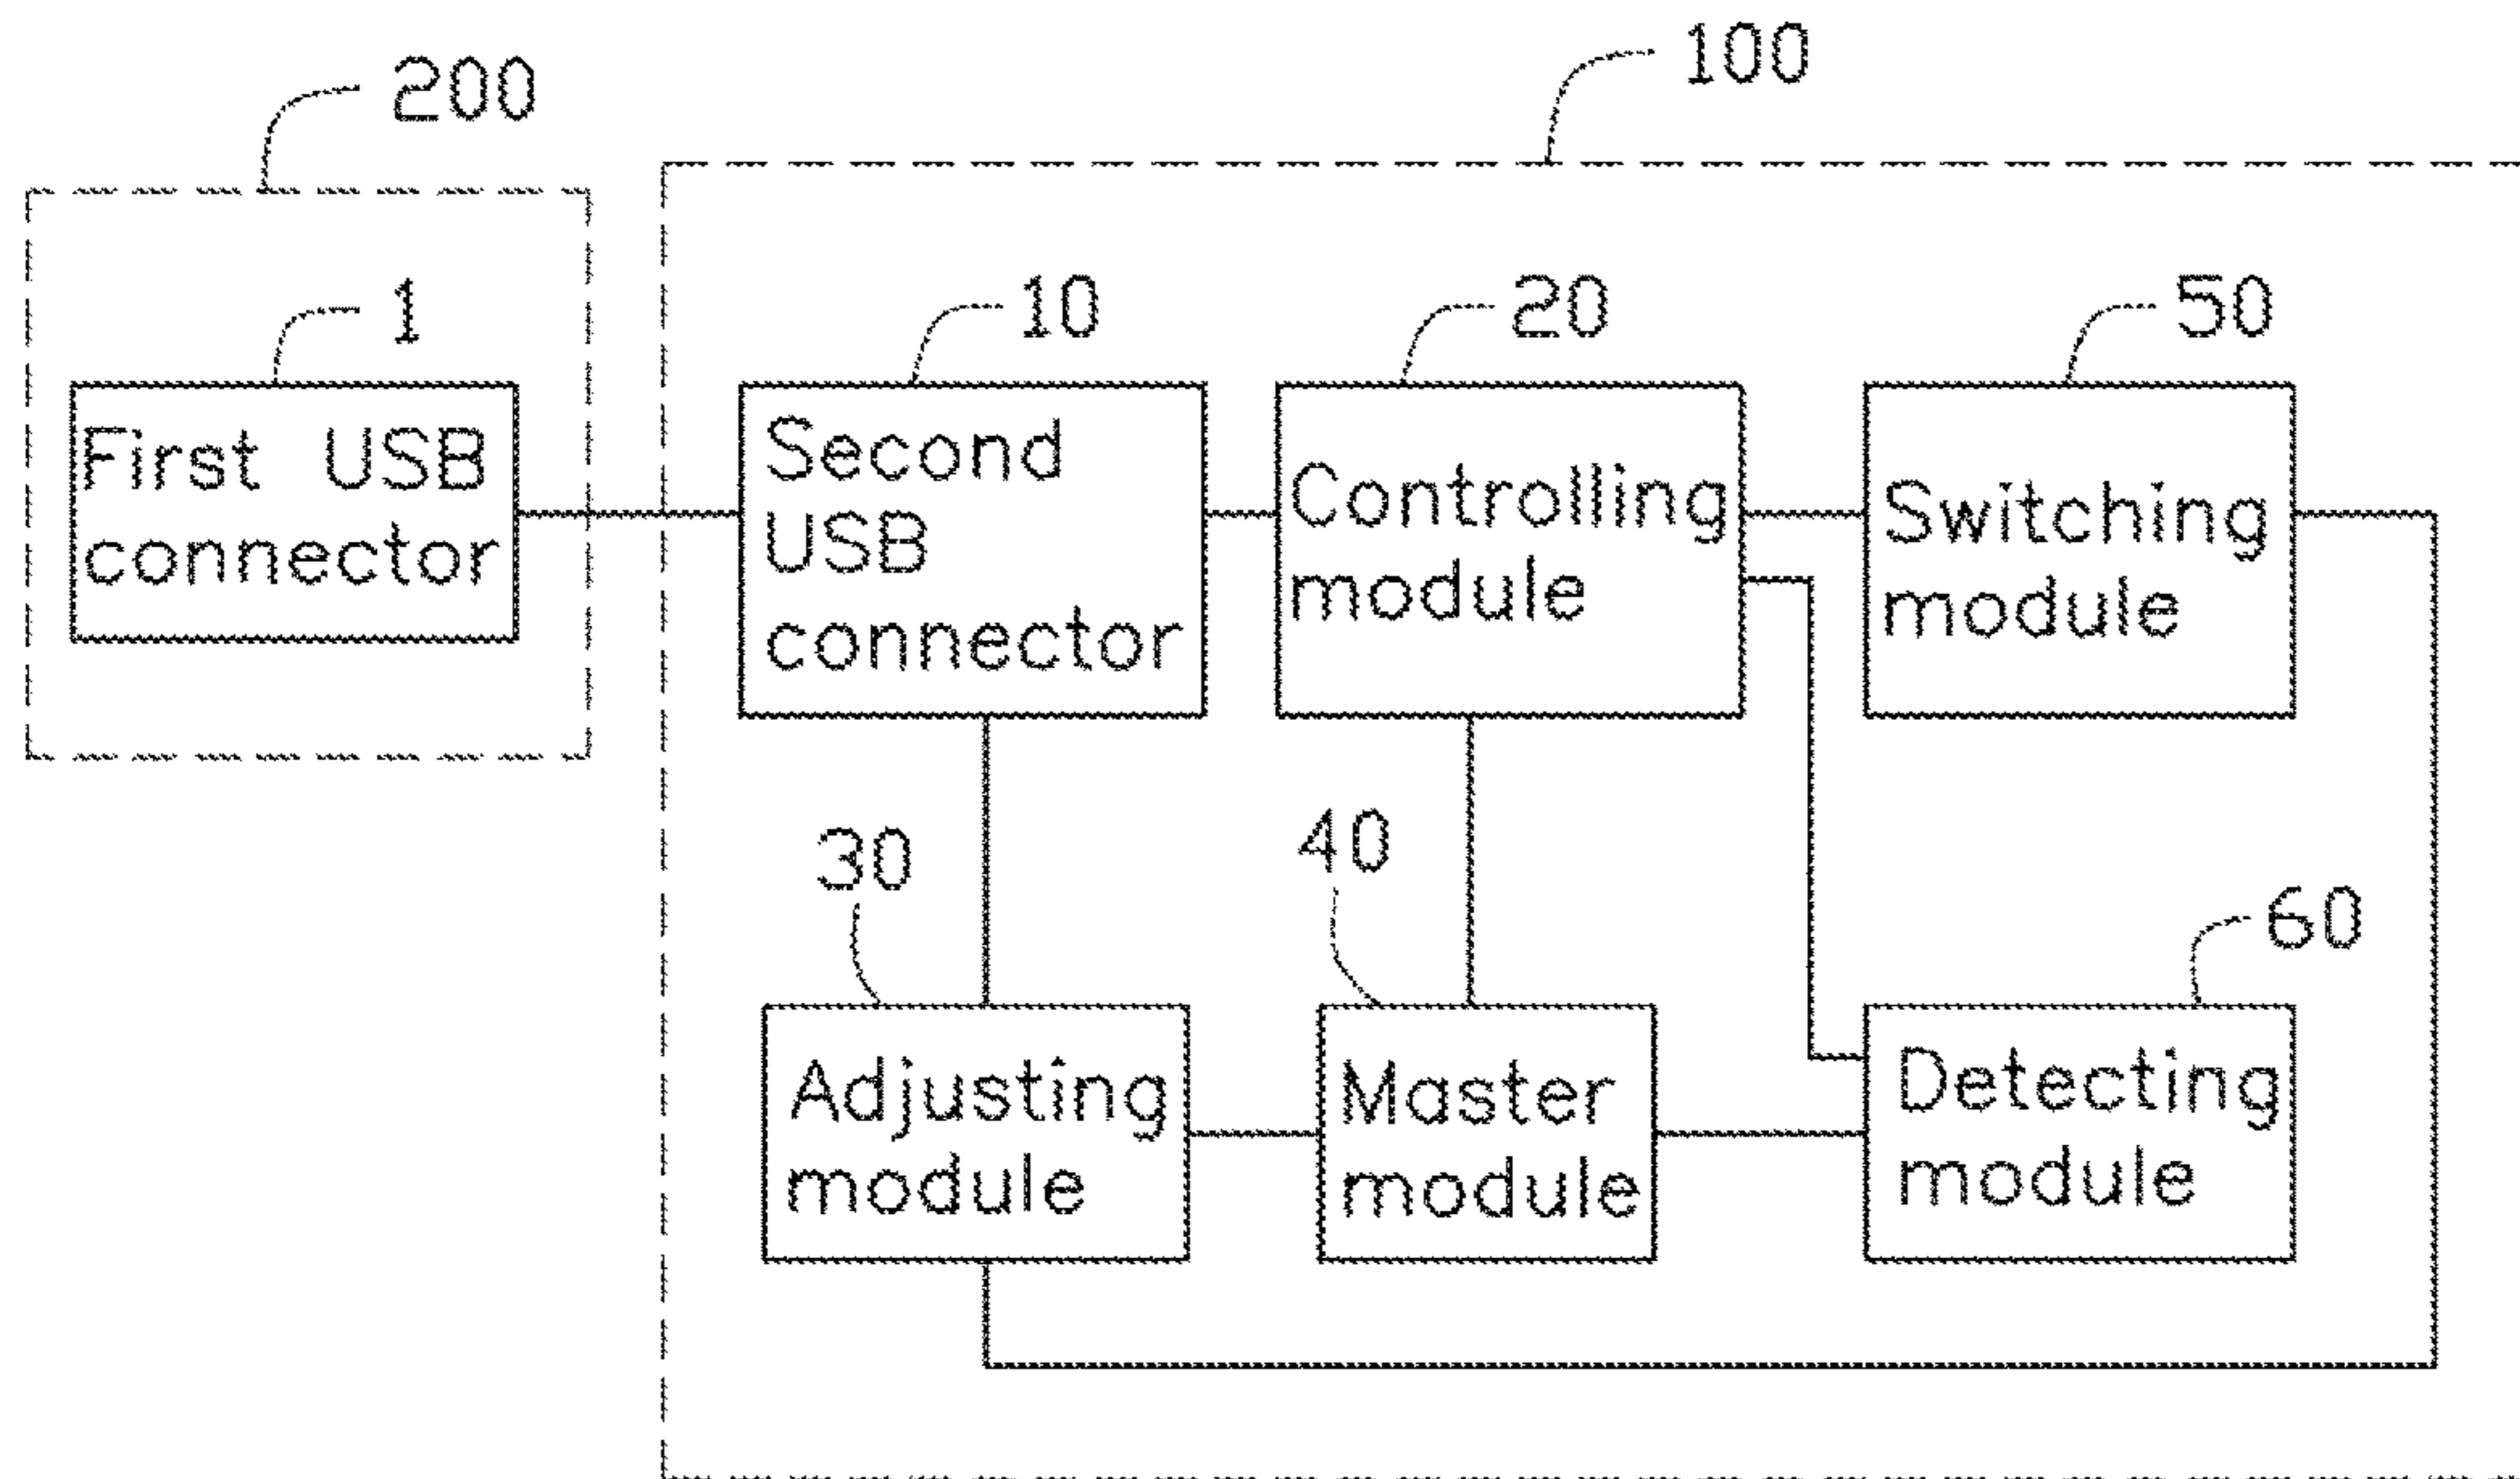 200
100
1
First USB
connector
10
Second
USB
connector
20
Controlling
module
50
Switching
module
30
Adjusting
module
40
Master
module
60
Detecting
module